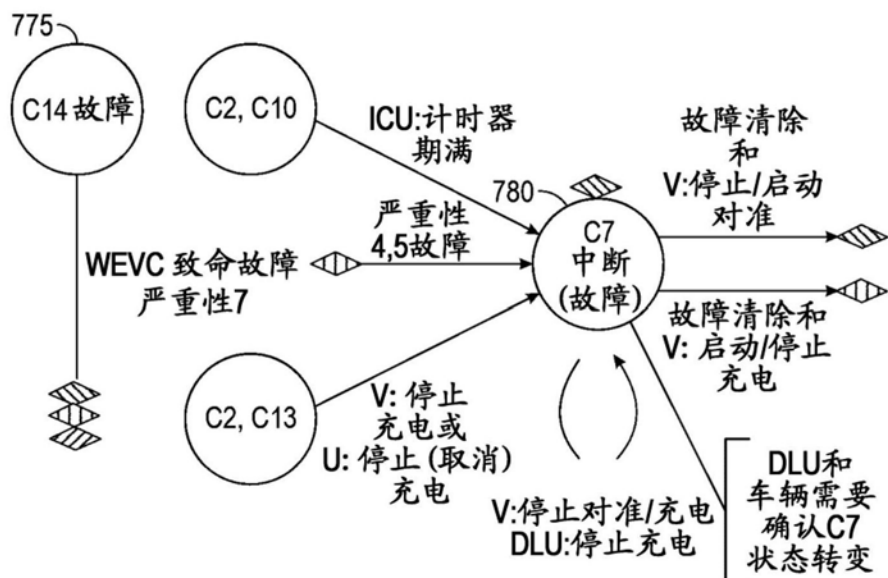 775
C14 故障
C2, C10
ICU:计时器
期满
故障清除
和
V:停止/启动
对准
780
严重性
4,5故障
C7
中断
(故障)
WEVC 致命故障
严重性7
故障清除和
V: 启动/停止
充电
C2, C13
V: 停止
充电或
U: 停止 (取消)
充电
V:停止对准/充电
DLU:停止充电
DLU和
车辆需要
确认C7
状态转变